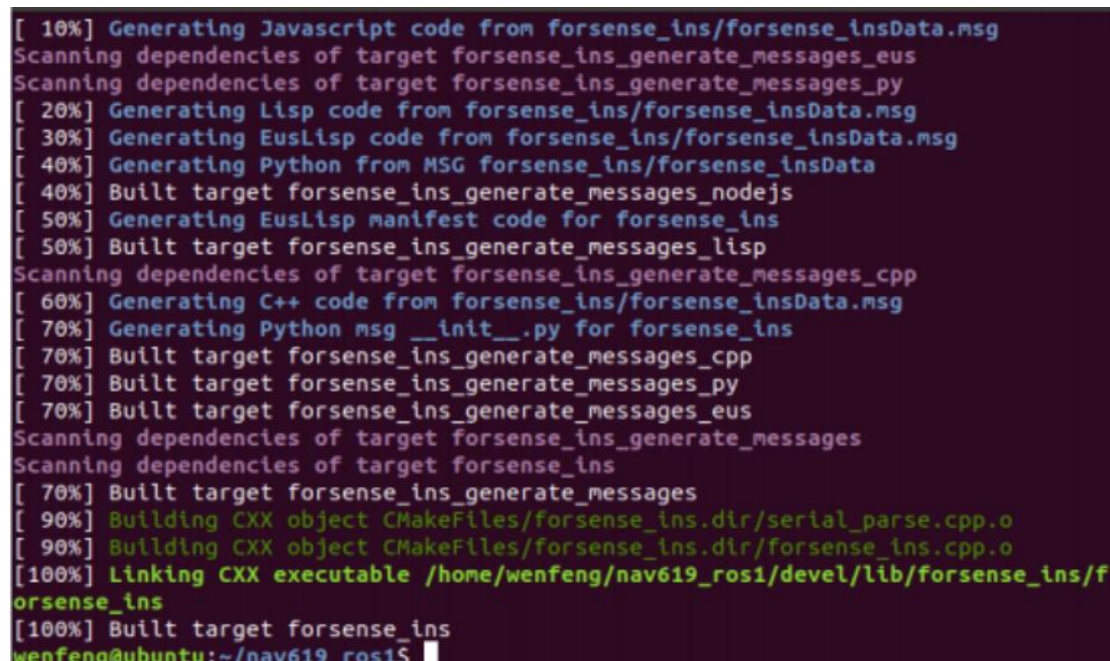 [ 10%] Generating Javascript code from forsense_ins/forsense_insData.msg
Scanning dependencies of target forsense_ins_generate_messages_eus
Scanning dependencies of target forsense_ins_generate_messages_py
[ 20%] Generating Lisp code from forsense_ins/forsense_insData.msg
[ 30%] Generating EusLisp code from forsense_ins/forsense_insData.msg
[ 40%] Generating Python from MSG forsense_ins/forsense_insData
[ 40%] Built target forsense_ins_generate_messages_nodejs
[ 50%] Generating EusLisp manifest code for forsense_ins
[ 50%] Built target forsense_ins_generate_messages_lisp
Scanning dependencies of target forsense_ins_generate_messages_cpp
[ 60%] Generating C++ code from forsense_ins/forsense_insData.msg
[ 70%] Generating Python msg __init__.py for forsense_ins
[ 70%] Built target forsense_ins_generate_messages_cpp
[ 70%] Built target forsense_ins_generate_messages_py
[ 70%] Built target forsense_ins_generate_messages_eus
Scanning dependencies of target forsense_ins_generate_messages
Scanning dependencies of target forsense_ins
[ 70%] Built target forsense_ins_generate_messages
[ 90%] Building CXX object CMakeFiles/forsense_ins.dir/serial_parse.cpp.o
[ 90%] Building CXX object CMakeFiles/forsense_ins.dir/forsense_ins.cpp.o
[100%] Linking CXX executable /home/wenfeng/nav619_ros1/devel/lib/forsense_ins/f
orsense_ins
[100%] Built target forsense_ins
wenfeng@ubuntu:~/nav619_ros1$